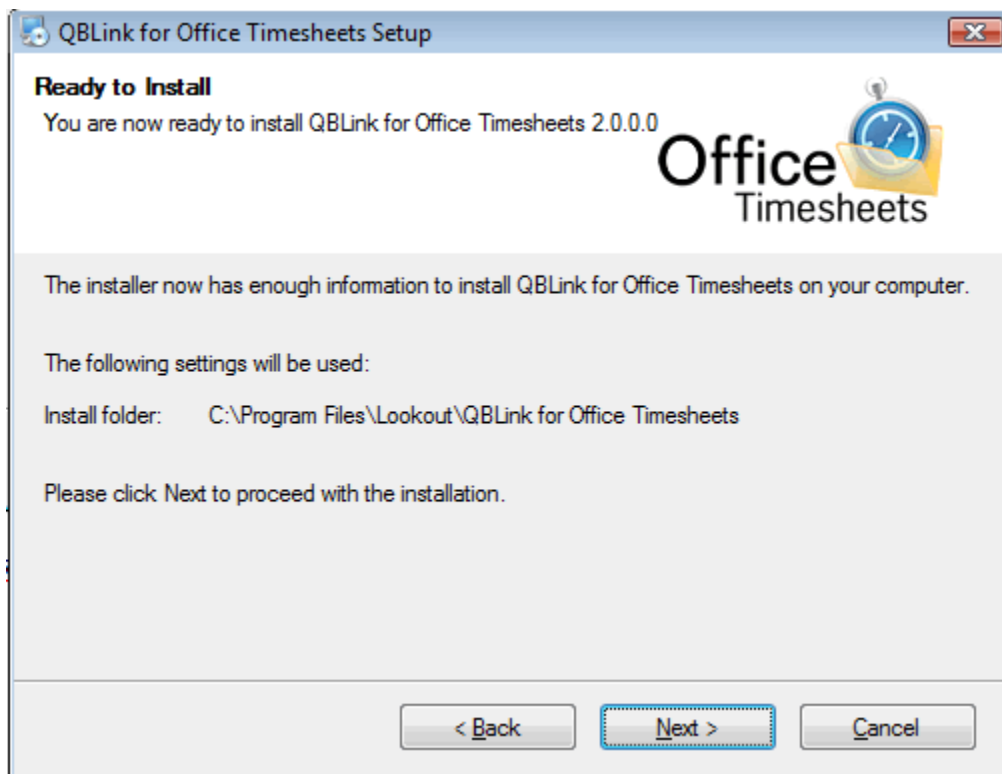 QBLink for Office Timesheets Setup
Ready to Install
You are now ready to install QBLink for Office Timesheets 2.0.0.0
Office
Timesheets
The installer now has enough information to install QBLink for Office Timesheets on your computer.
The following settings will be used:
Install folder: C:\Program Files\Lookout\QBLink for Office Timesheets
Please click Next to proceed with the installation.
< Back Next > Cancel